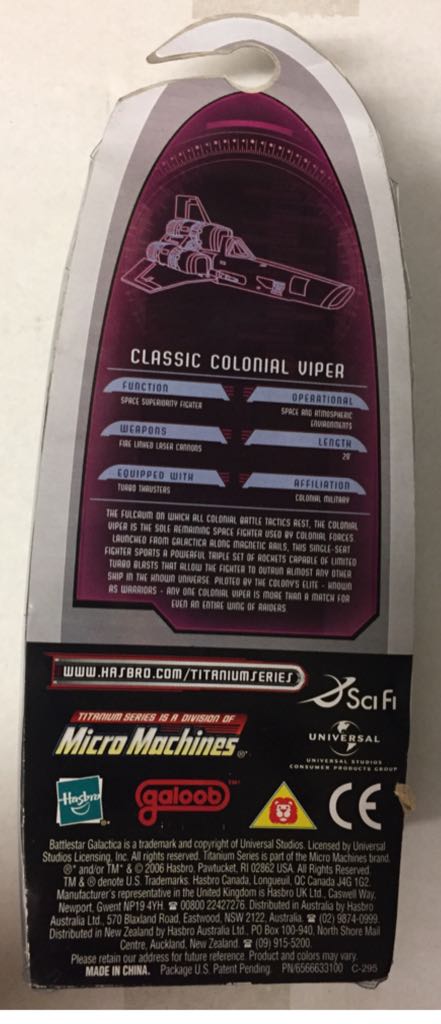 CLASSIC COLONIAL VIPER
FUNCTION
SPACE SUPERIORITY FIGHTER
OPERATIONAL
SPACE AND ATMOSPHERIC
ENVIRONMENTS
WEAPONS
FIRE LINKED LASER CANNONS
LENGTH
20'
EQUIPPED WITH
TURBO THRUSTERS
AFFILIATION
COLONIAL MILITARY
THE FULCRUM ON WHICH ALL COLONIAL BATTLE TACTICS REST, THE COLONIAL
VIPER IS THE SOLE REMAINING SPACE FIGHTER USED BY COLONIAL FORCES.
LAUNCHED FROM GALACTICA ALONG MAGNETIC RAILS, THIS SINGLE-SEAT
FIGHTER SPORTS A POWERFUL TRIPLE SET OF ROCKETS CAPABLE OF LIMITED
TURBO BLASTS THAT ALLOW THE FIGHTER TO OUTRUN ALMOST ANY OTHER
SHIP IN THE KNOWN UNIVERSE. PILOTED BY THE COLONY'S ELITE - KNOWN
AS WARRIORS - ANY ONE COLONIAL VIPER IS MORE THAN A MATCH FOR
EVEN AN ENTIRE WING OF RAIDERS.
WWW.HASBRO.COM/TITANIUMSERIES
SCI FI
TITANIUM SERIES IS A DIVISION OF
Micro Machines®.
UNIVERSAL
UNIVERSAL STUDIOS
CONSUMER PRODUCTS GROUP
Hasbro ®.
galoob™
CE
Battlestar Galactica is a trademark and copyright of Universal Studios. Licensed by Universal
Studios Licensing, Inc. All rights reserved. Titanium Series is part of the Micro Machines brand.
® and/or TM* & © 2006 Hasbro, Pawtucket, RI 02862 USA. All Rights Reserved.
TM & ® denote U.S. Trademarks. Hasbro Canada, Longueuil, QC Canada J4G 1G2.
Manufacturer's representative in the United Kingdom is Hasbro UK Ltd., Caswell Way,
Newport, Gwent NP19 4YH. ☎ 00800 22427276. Distributed in Australia by Hasbro
Australia Ltd., 570 Blaxland Road, Eastwood, NSW 2122, Australia. ☎ (02) 9874-0999.
Distributed in New Zealand by Hasbro Australia Ltd., PO Box 100-940, North Shore Mail
Centre, Auckland, New Zealand. ☎ (09) 915-5200.
Please retain our address for future reference. Product and colors may vary.
MADE IN CHINA. Package U.S. Patent Pending. PN/6566633100 C-295